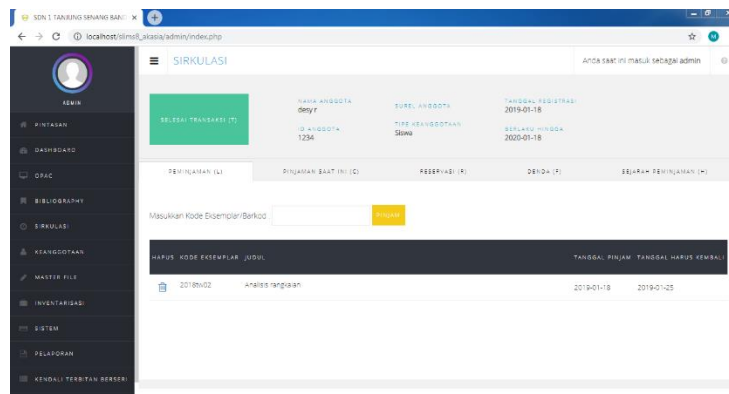 SDN 1 TANJUNG SENANG BAND
localhost/slims8_akasia/admin/index.php
SIRKULASI
Anda saat ini masuk sebagai admin
ADMIN
PINTASAN
DASHBOARD
OPAC
BIBLIOGRAPHY
SIRKULASI
KEANGGOTAAN
MASTER FILE
INVENTARISASI
SISTEM
PELAPORAN
KENDALI TERBITAN BERSERI
SELESAI TRANSAKSI (T)
NAMA ANGGOTA
desy r
SUREL ANGGOTA
TANGGAL REGISTRASI
2019-01-18
ID ANGGOTA
1234
TIPE KEANGGOTAAN
Siswa
BERLAKU HINGGA
2020-01-18
PEMINJAMAN (L) PINJAMAN SAAT INI (C) RESERVASI (R) DENDA (F) SEJARAH PEMINJAMAN (H)
Masukkan Kode Eksemplar/Barkod PINJAM
HAPUS KODE EKSEMPLAR JUDUL TANGGAL PINJAM TANGGAL HARUS KEMBALI
2018tw02 Analisis rangkaian 2019-01-18 2019-01-25